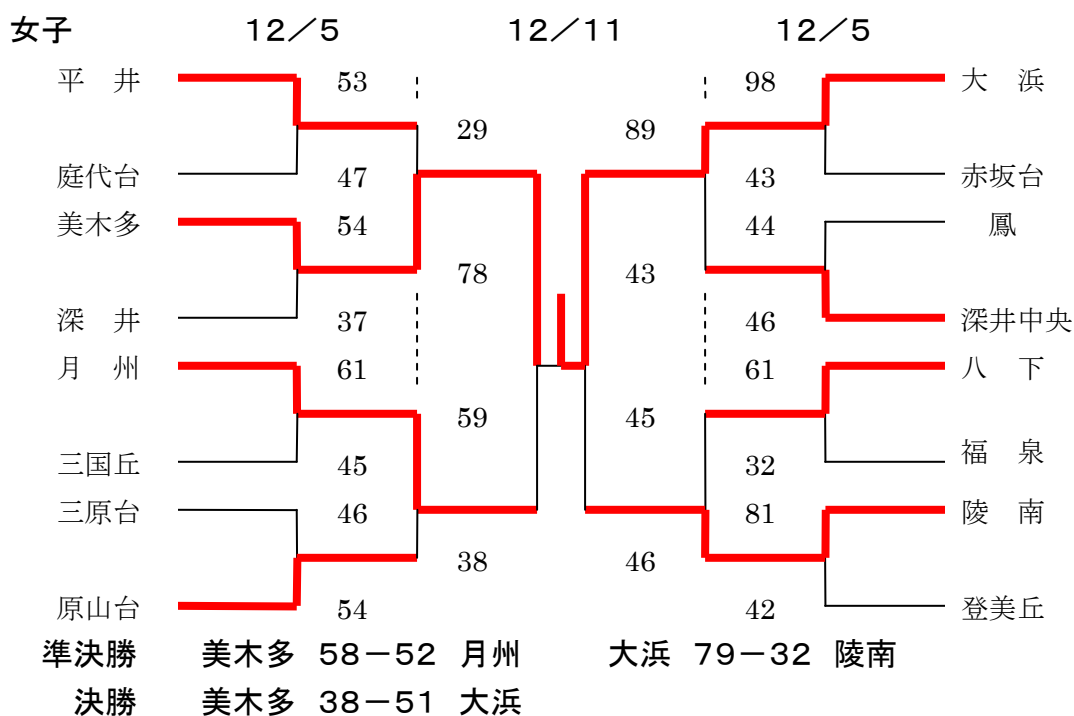 女子 12／5 12／11 12／5
平 井 53 98 大 浜
29 89
庭代台 47 43 赤坂台
美木多 54 44 鳳
78 43
深 井 37 46 深井中央
月 州 61 61 八 下
59 45
三国丘 45 32 福 泉
三原台 46 81 陵 南
38 46
原山台 54 42 登美丘
準決勝 美木多 58－52 月州 大浜 79－32 陵南
決勝 美木多 38－51 大浜